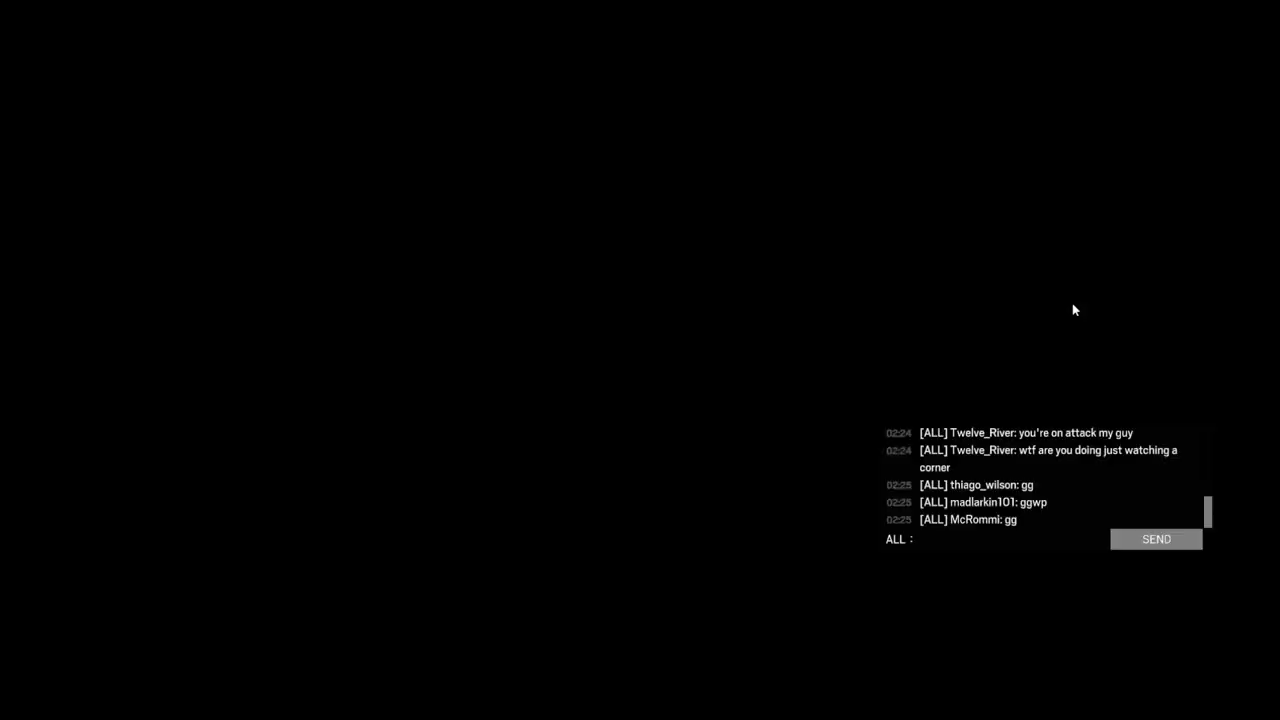 02:24 [ALL] Twelve_River: you're on attack my guy
02:24 [ALL] Twelve_River: wtf are you doing just watching a
corner
02:25 [ALL] thiago_wilson: gg
02:25 [ALL] madlarkin101: ggwp
02:25 [ALL] McRommi: gg
ALL : SEND